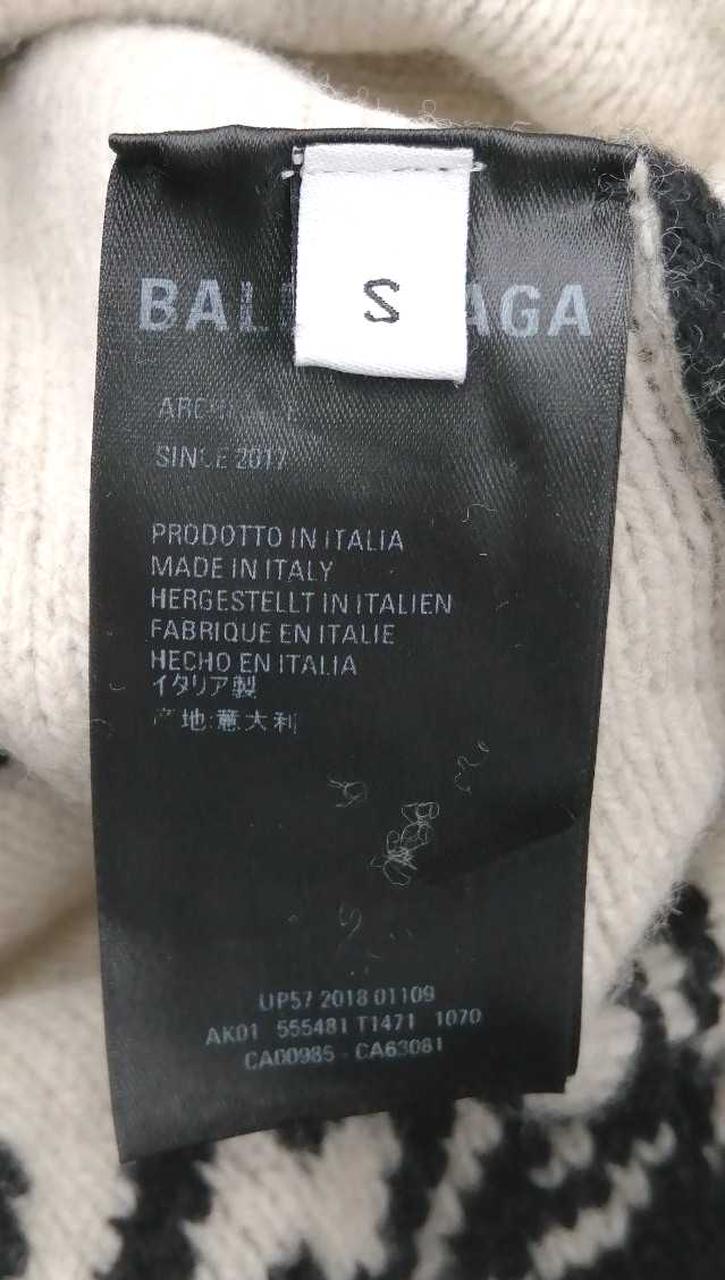 S
BAL AGA
SINCE 2017
PRODOTTO IN ITALIA
MADE IN ITALY
HERGESTELLT IN ITALIEN
FABRIQUE EN ITALIE
HECHO EN ITALIA
イタリア製
产地:意大利
UP57 2018 01109
AK01 555481 T1471 1070
CA00985 - CA63081